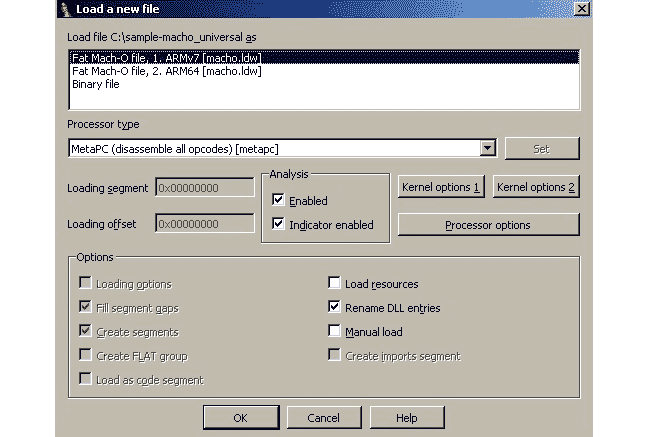 Load a new file
Load file C:\sample-macho_universal as
Fat Mach-O file, 1. ARMv7 [macho.ldw]
Fat Mach-O file, 2. ARM64 [macho.ldw]
Binary file
Processor type
MetaPC (disassemble all opcodes) [metapc]
Set
Loading segment 0x00000000
Loading offset 0x00000000
Analysis
Enabled
Indicator enabled
Kernel options 1
Kernel options 2
Processor options
Options
Loading options
Fill segment gaps
Create segments
Create FLAT group
Load as code segment
Load resources
Rename DLL entries
Manual load
Create imports segment
OK
Cancel
Help